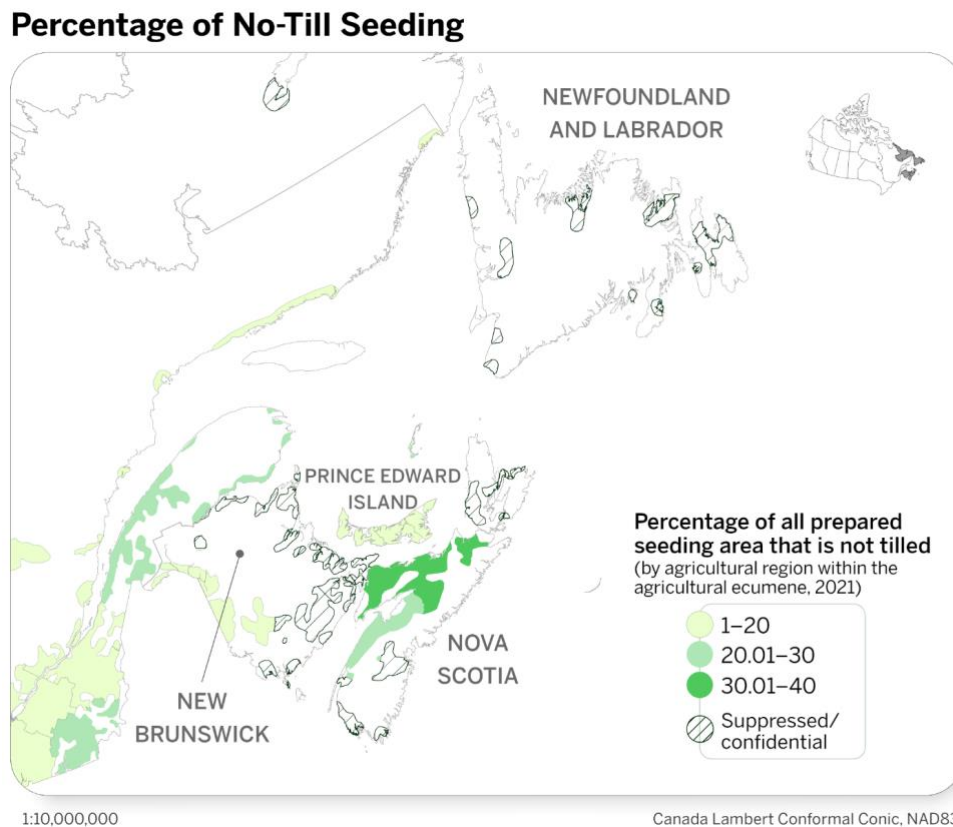 Percentage of No-Till Seeding
NEWFOUNDLAND
AND LABRADOR
PRINCE EDWARD
ISLAND
NOVA
SCOTIA
NEW
BRUNSWICK
Percentage of all prepared
seeding area that is not tilled
(by agricultural region within the
agricultural ecumene, 2021)
1–20
20.01–30
30.01–40
Suppressed/
confidential
1:10,000,000
Canada Lambert Conformal Conic, NAD83